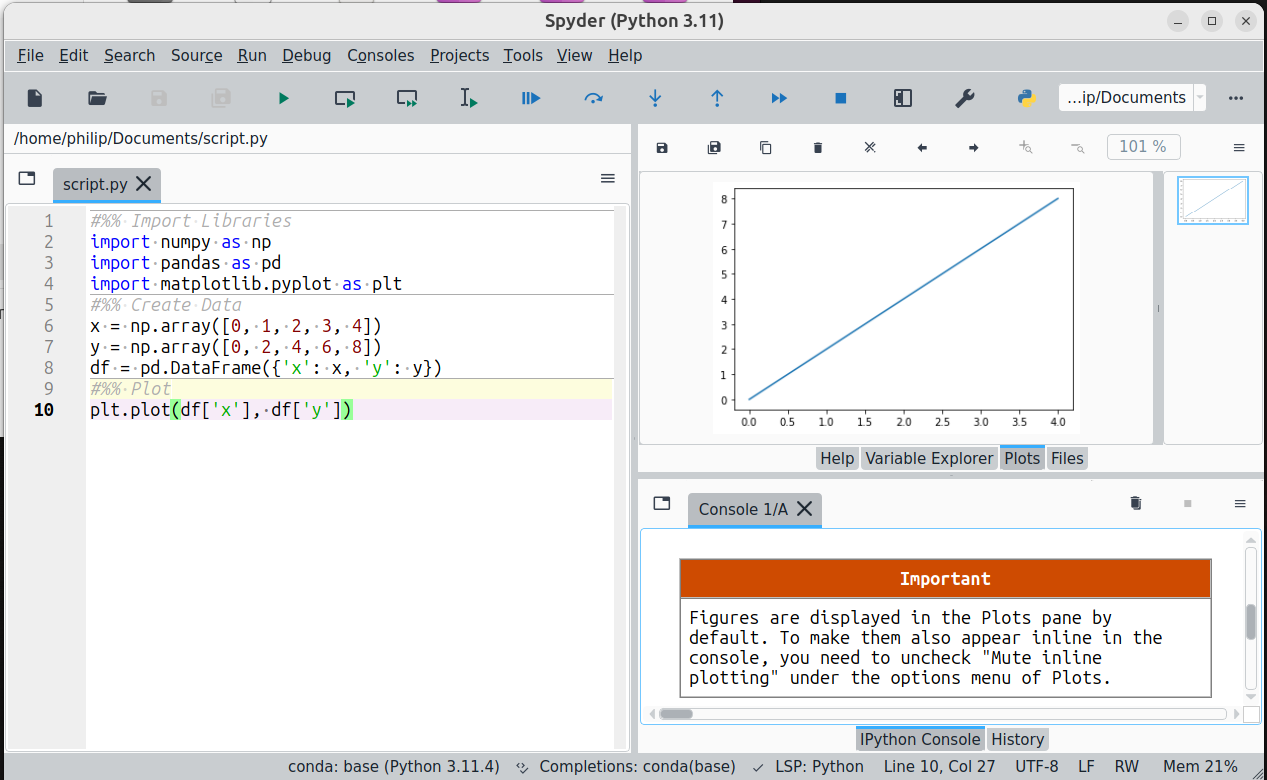 Spyder (Python 3.11)
File Edit Search Source Run Debug Consoles Projects Tools View Help
...ip/Documents
/home/philip/Documents/script.py
script.py
1 #%% Import Libraries
2 import numpy as np
3 import pandas as pd
4 import matplotlib.pyplot as plt
5 #%% Create Data
6 x = np.array([0, 1, 2, 3, 4])
7 y = np.array([0, 2, 4, 6, 8])
8 df = pd.DataFrame({'x': x, 'y': y})
9 #%% Plot
10 plt.plot(df['x'], df['y'])
101 %
8
7
6
5
4
3
2
1
0
0.0 0.5 1.0 1.5 2.0 2.5 3.0 3.5 4.0
Help Variable Explorer Plots Files
Console 1/A
Important
Figures are displayed in the Plots pane by
default. To make them also appear inline in the
console, you need to uncheck "Mute inline
plotting" under the options menu of Plots.
IPython Console History
conda: base (Python 3.11.4) Completions: conda(base) LSP: Python Line 10, Col 27 UTF-8 LF RW Mem 21%